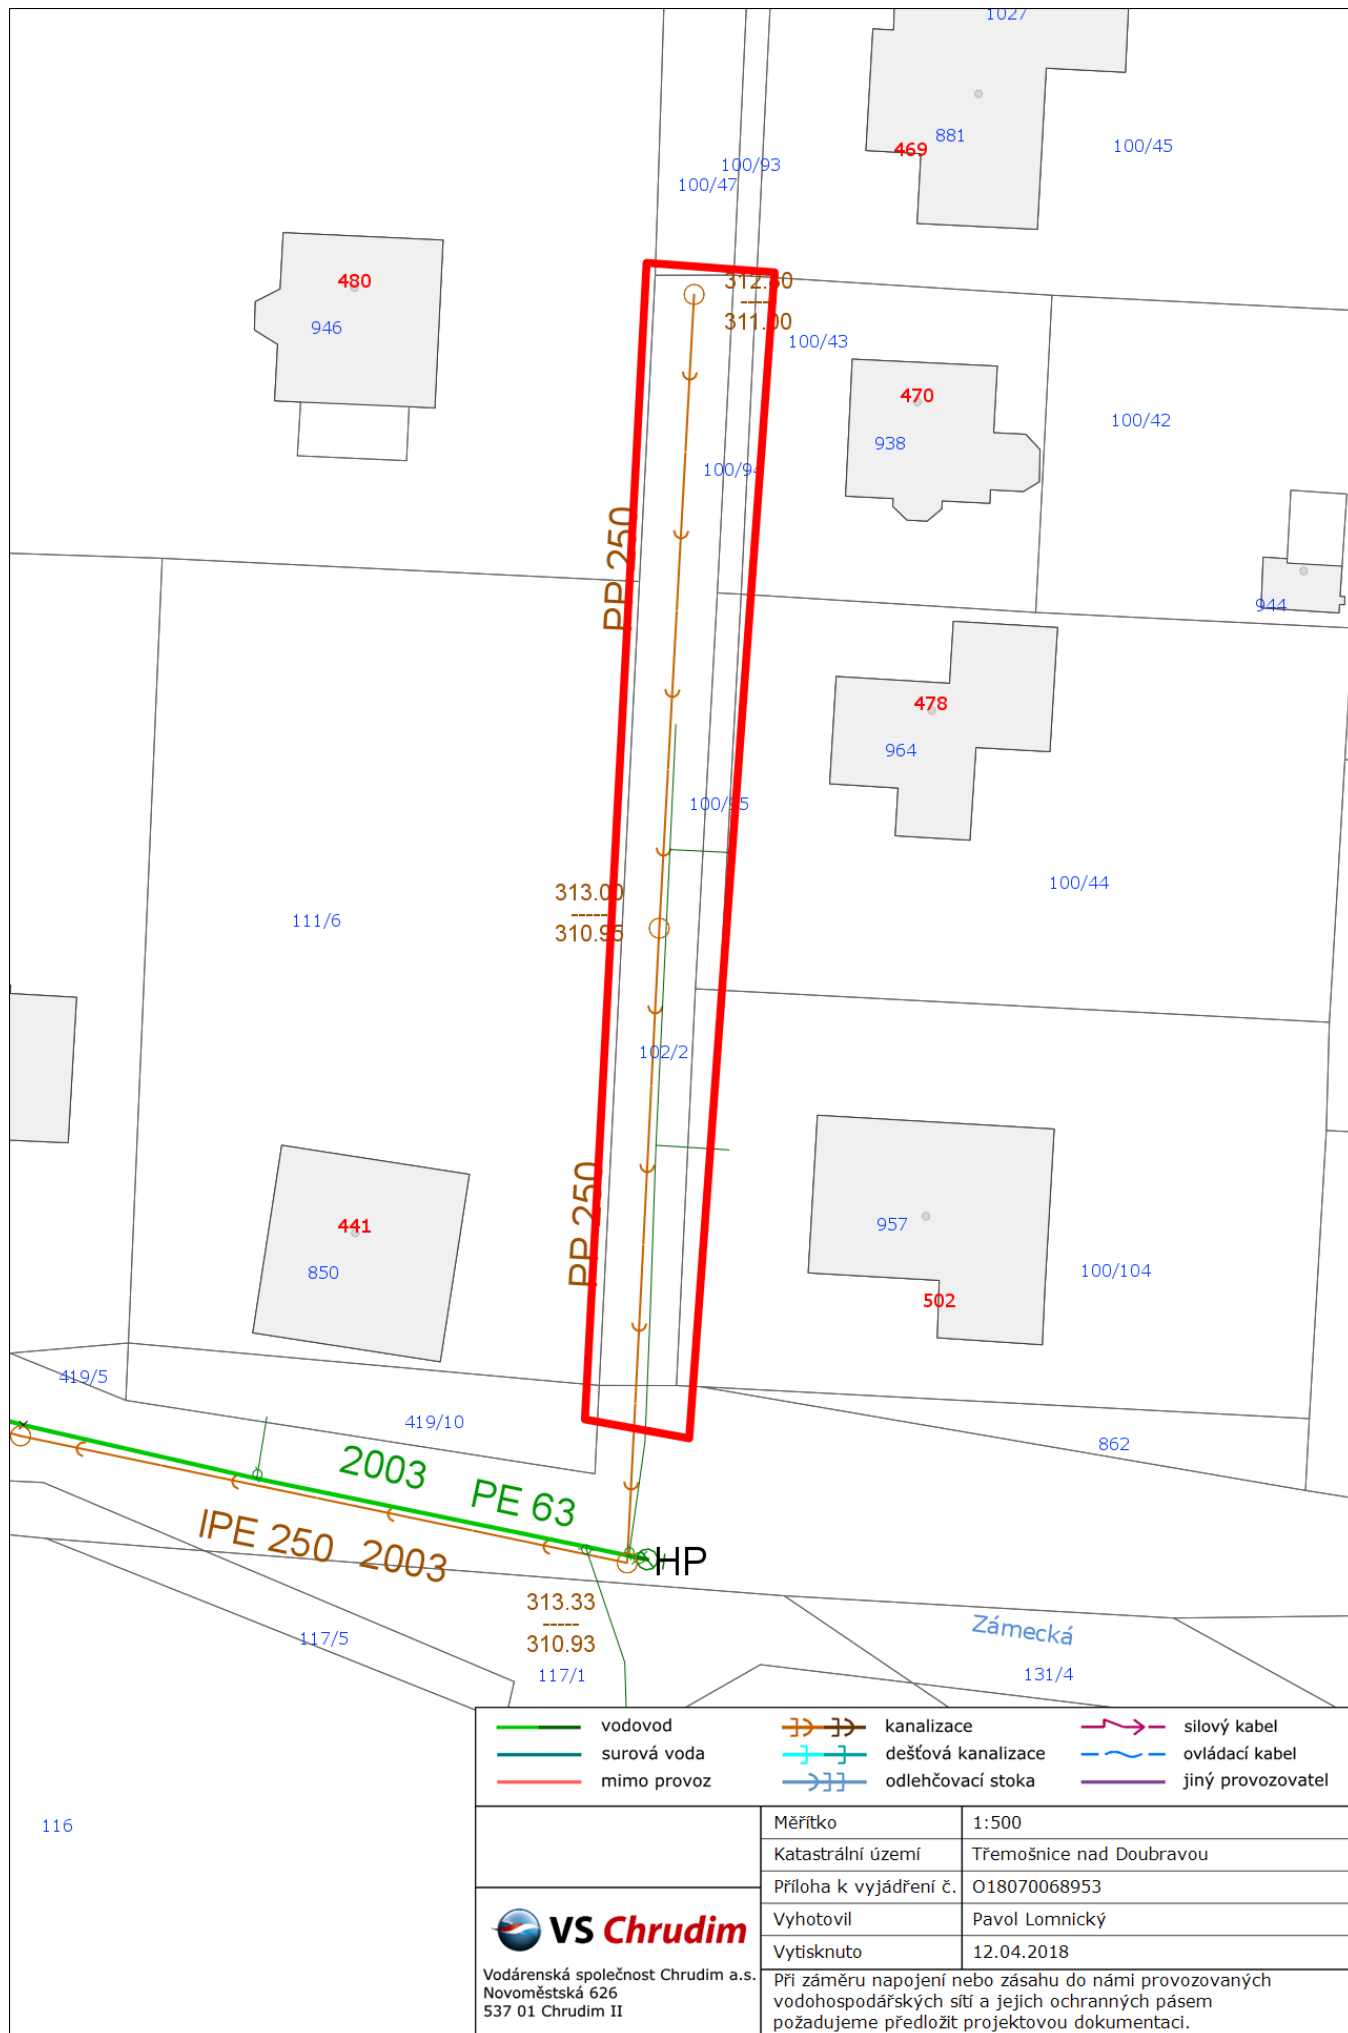 1027
881
469
100/45
100/93
100/47
480
946
311.00
100/43
470
938
100/42
PP 250
944
478
964
100/44
313.00
-----
310.95
111/6
102/2
PP 250
441
850
957
502
100/104
419/5
419/10
862
2003 PE 63
IPE 250 2003
HP
313.33
-----
310.93
Zámecká
117/5
117/1
131/4
116
vodovod
kanalizace
silový kabel
surová voda
dešťová kanalizace
ovládací kabel
mimo provoz
odlehčovací stoka
jiný provozovatel
Měřítko 1:500
Katastrální území Třemošnice nad Doubravou
Příloha k vyjádření č. O18070068953
Vyhotovil Pavol Lomnický
Vytisknuto 12.04.2018
VS Chrudim
Vodárenská společnost Chrudim a.s.
Novoměstská 626
537 01 Chrudim II
Při záměru napojení nebo zásahu do námi provozovaných
vodohospodářských sítí a jejich ochranných pásem
požadujeme předložit projektovou dokumentaci.